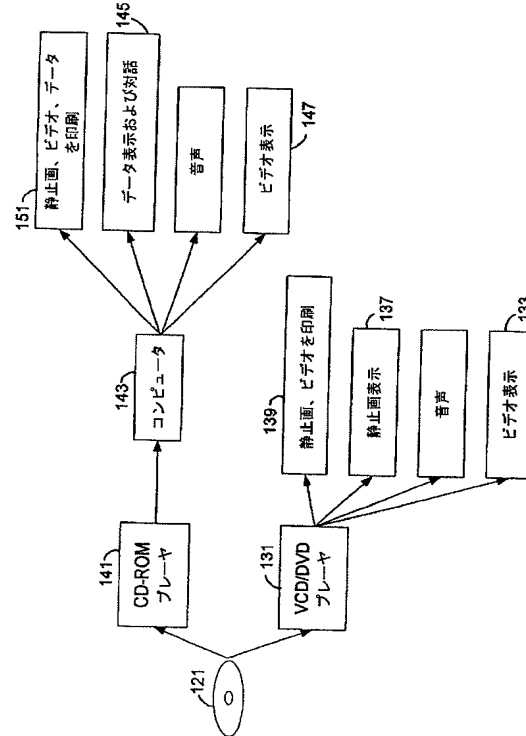 151
静止画、ビデオ、データ
を印刷
145
データ表示および対話
音声
147
ビデオ表示
143
コンピュータ
141
CD-ROM
プレーヤ
121
131
VCD/DVD
プレーヤ
139
静止画、ビデオを印刷
137
静止画表示
音声
133
ビデオ表示